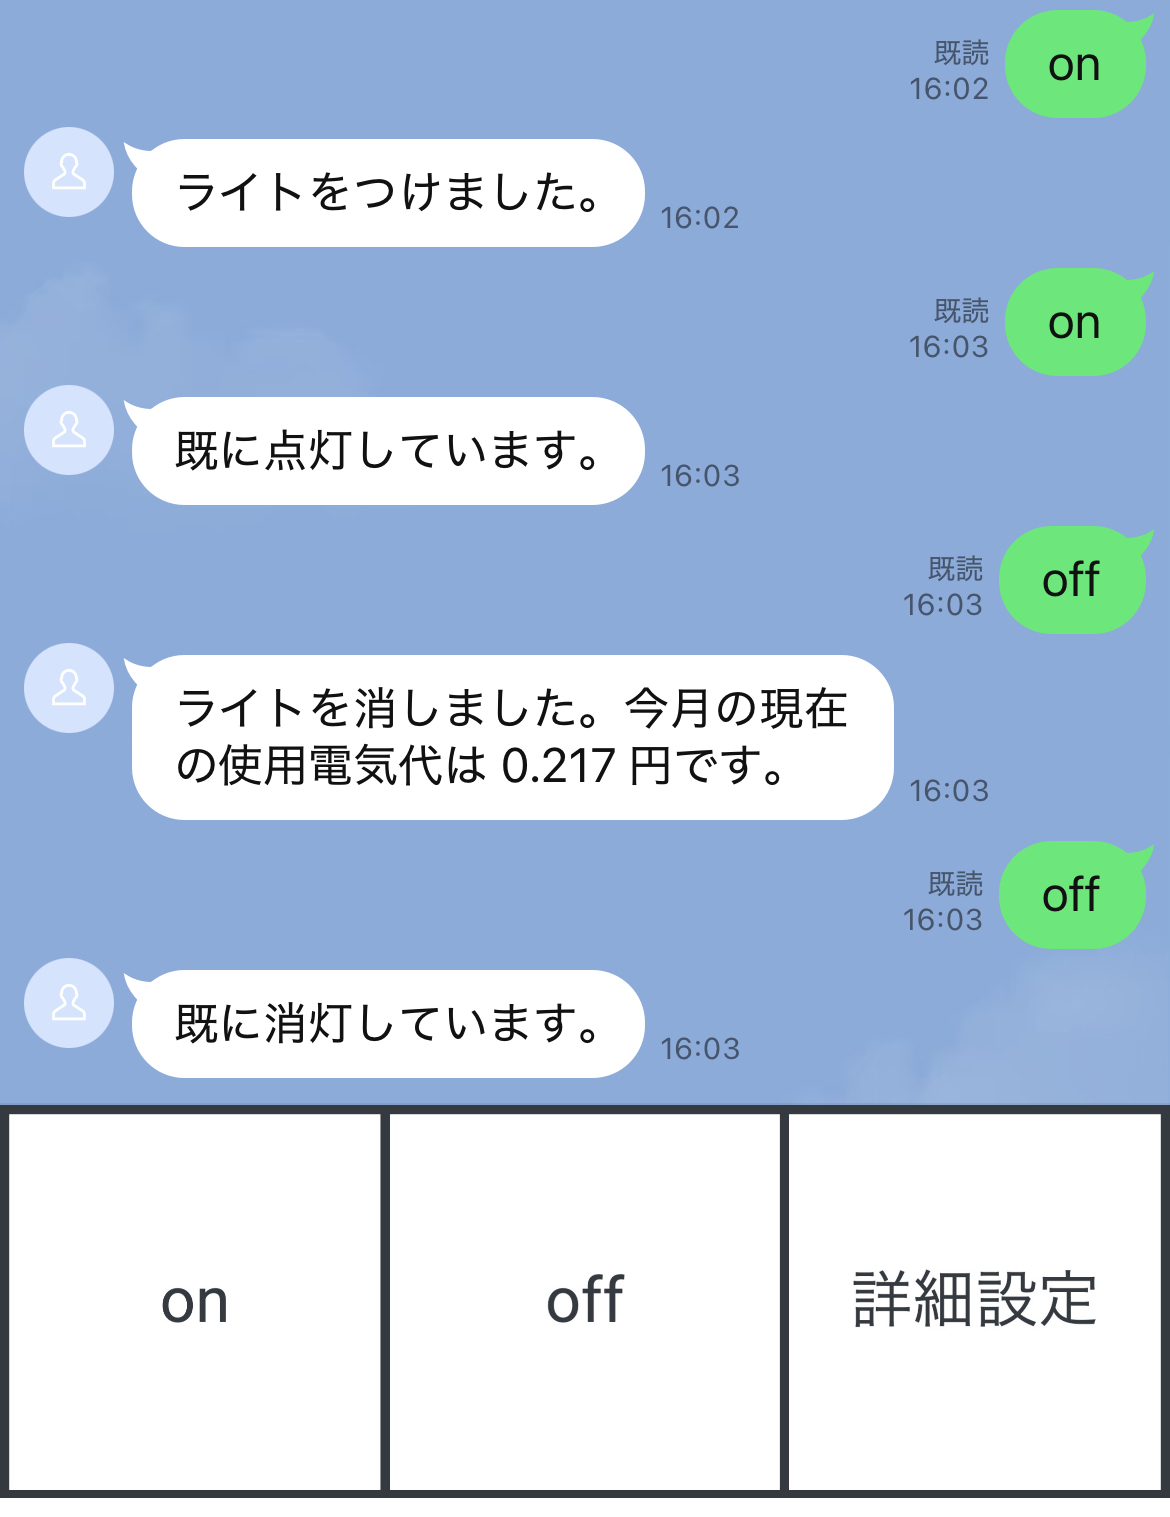 既読
16:02
on
ライトをつけました。
16:02
既読
16:03
on
既に点灯しています。
16:03
既読
16:03
off
ライトを消しました。今月の現在
の使用電気代は 0.217 円です。
16:03
既読
16:03
off
既に消灯しています。
16:03
on
off
詳細設定